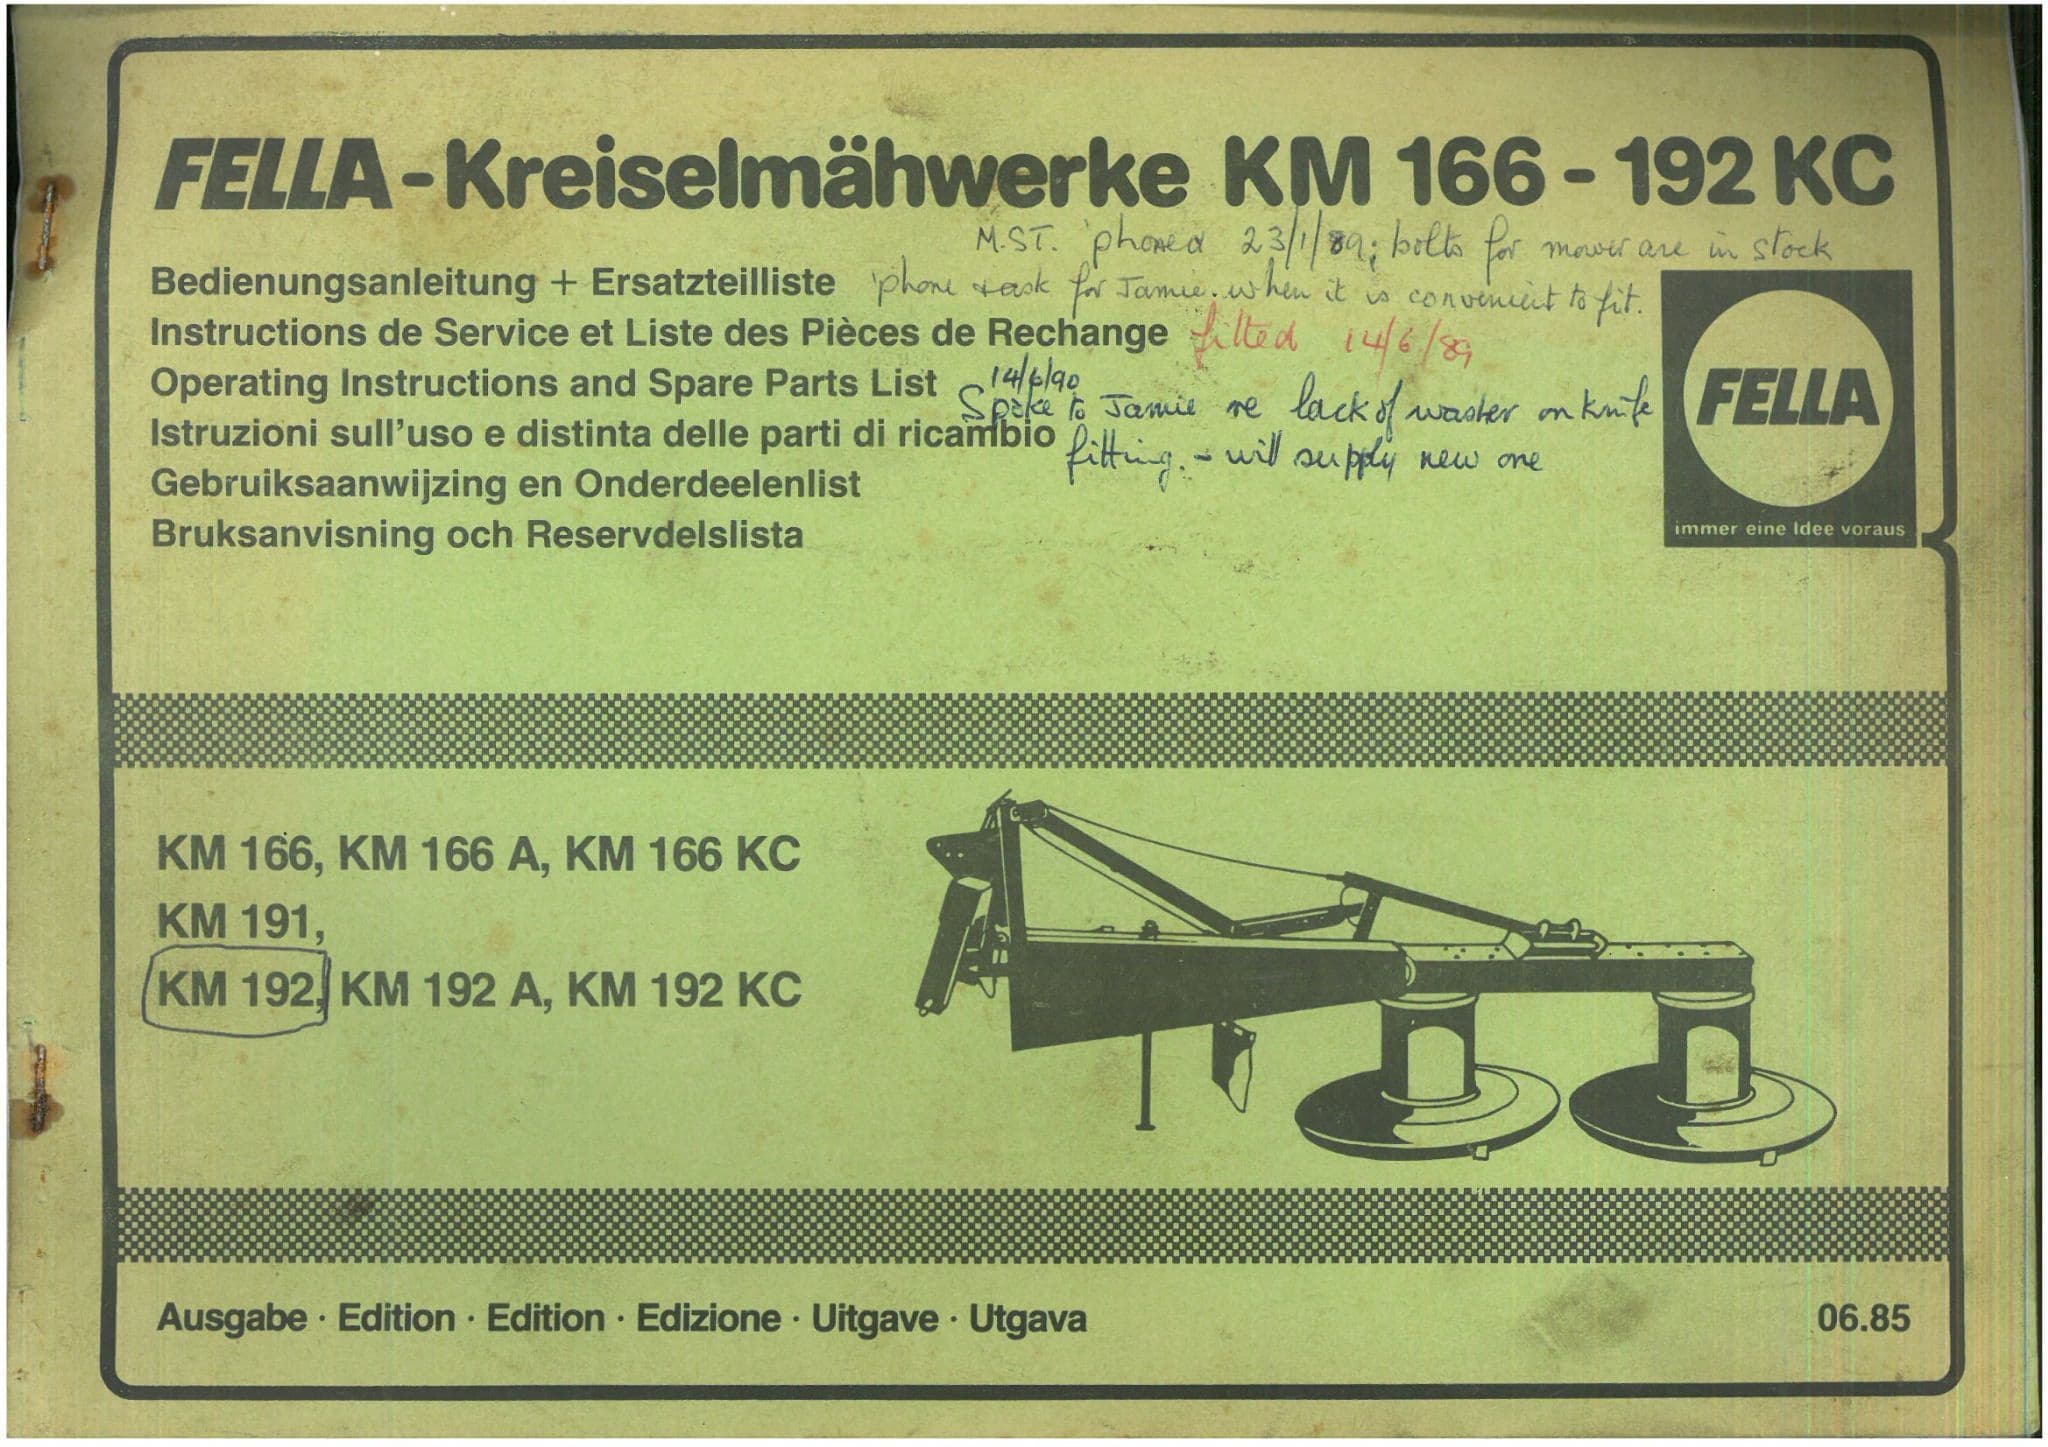 FELLA-Kreiselmähwerke KM 166-192 KC
M.ST. 'phoned 23/1/89; bolts for mower are in stock
Bedienungsanleitung + Ersatzteilliste
'phone & ask for Jamie. when it is convenient to fit.
Instructions de Service et Liste des Pièces de Rechange
fitted 14/6/89
Operating Instructions and Spare Parts List
14/6/90
Spoke to Jamie re lack of washer on knife
Istruzioni sull'uso e distinta delle parti di ricambio
fitting. - will supply new one
Gebruiksaanwijzing en Onderdeelenlist
Bruksanvisning och Reservdelslista
FELLA
immer eine Idee voraus
KM 166, KM 166 A, KM 166 KC
KM 191,
KM 192, KM 192 A, KM 192 KC
Ausgabe · Edition · Edition · Edizione · Uitgave · Utgava
06.85